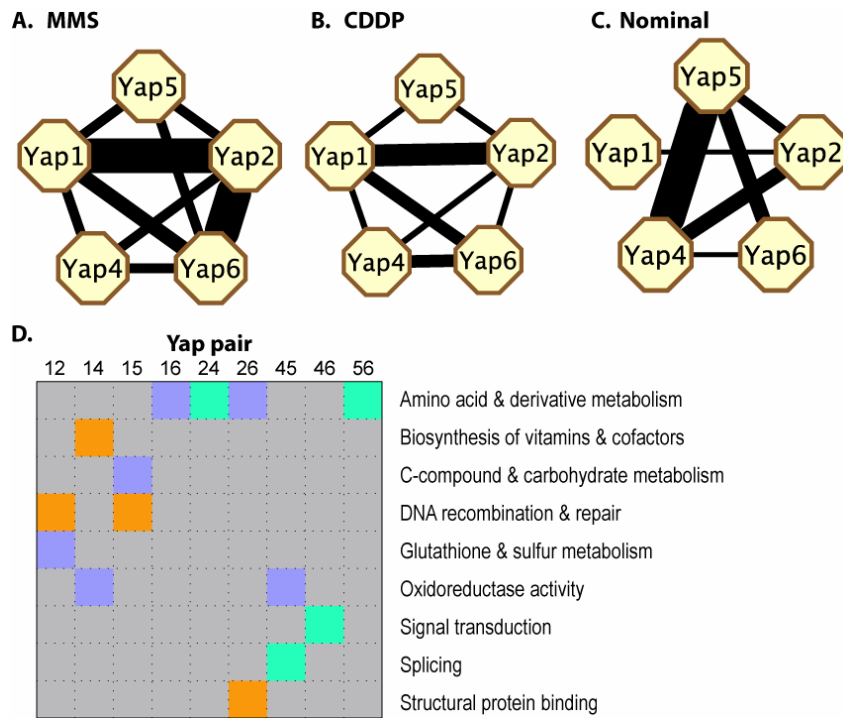 A. MMS
Yap5
Yap1
Yap2
Yap4
Yap6
B. CDDP
Yap5
Yap1
Yap2
Yap4
Yap6
C. Nominal
Yap5
Yap1
Yap2
Yap4
Yap6
D.
Yap pair
12 14 15 16 24 26 45 46 56
Amino acid & derivative metabolism
Biosynthesis of vitamins & cofactors
C-compound & carbohydrate metabolism
DNA recombination & repair
Glutathione & sulfur metabolism
Oxidoreductase activity
Signal transduction
Splicing
Structural protein binding